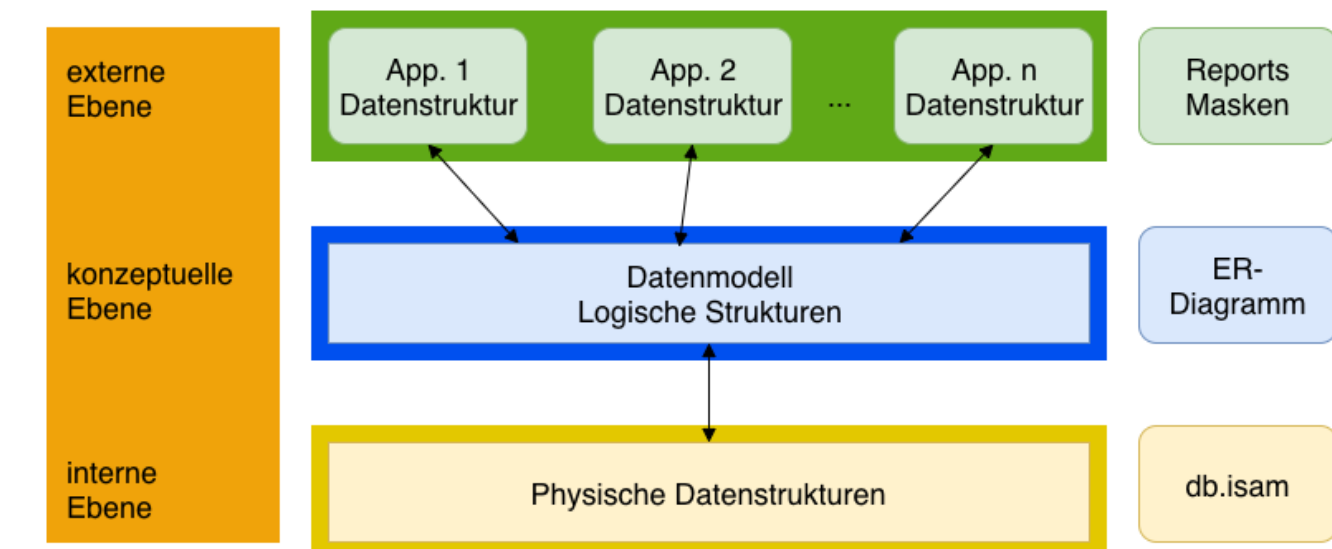 externe
Ebene
App. 1
Datenstruktur
App. 2
Datenstruktur
...
App. n
Datenstruktur
Reports
Masken
konzeptuelle
Ebene
Datenmodell
Logische Strukturen
ER-
Diagramm
interne
Ebene
Physische Datenstrukturen
db.isam